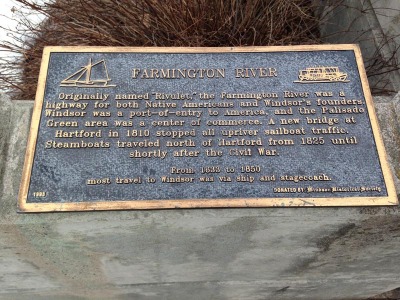 FARMINGTON RIVER
Originally named "Rivulet," the Farmington River was a
highway for both Native Americans and Windsor's founders.
Windsor was a port-of-entry to America, and the Palisado
Green area was a center of commerce. A new bridge at
Hartford in 1810 stopped all upriver sailboat traffic.
Steamboats traveled north of Hartford from 1825 until
shortly after the Civil War.
From 1633 to 1850
most travel to Windsor was via ship and stagecoach.
DONATED BY: Windsor Historical Society